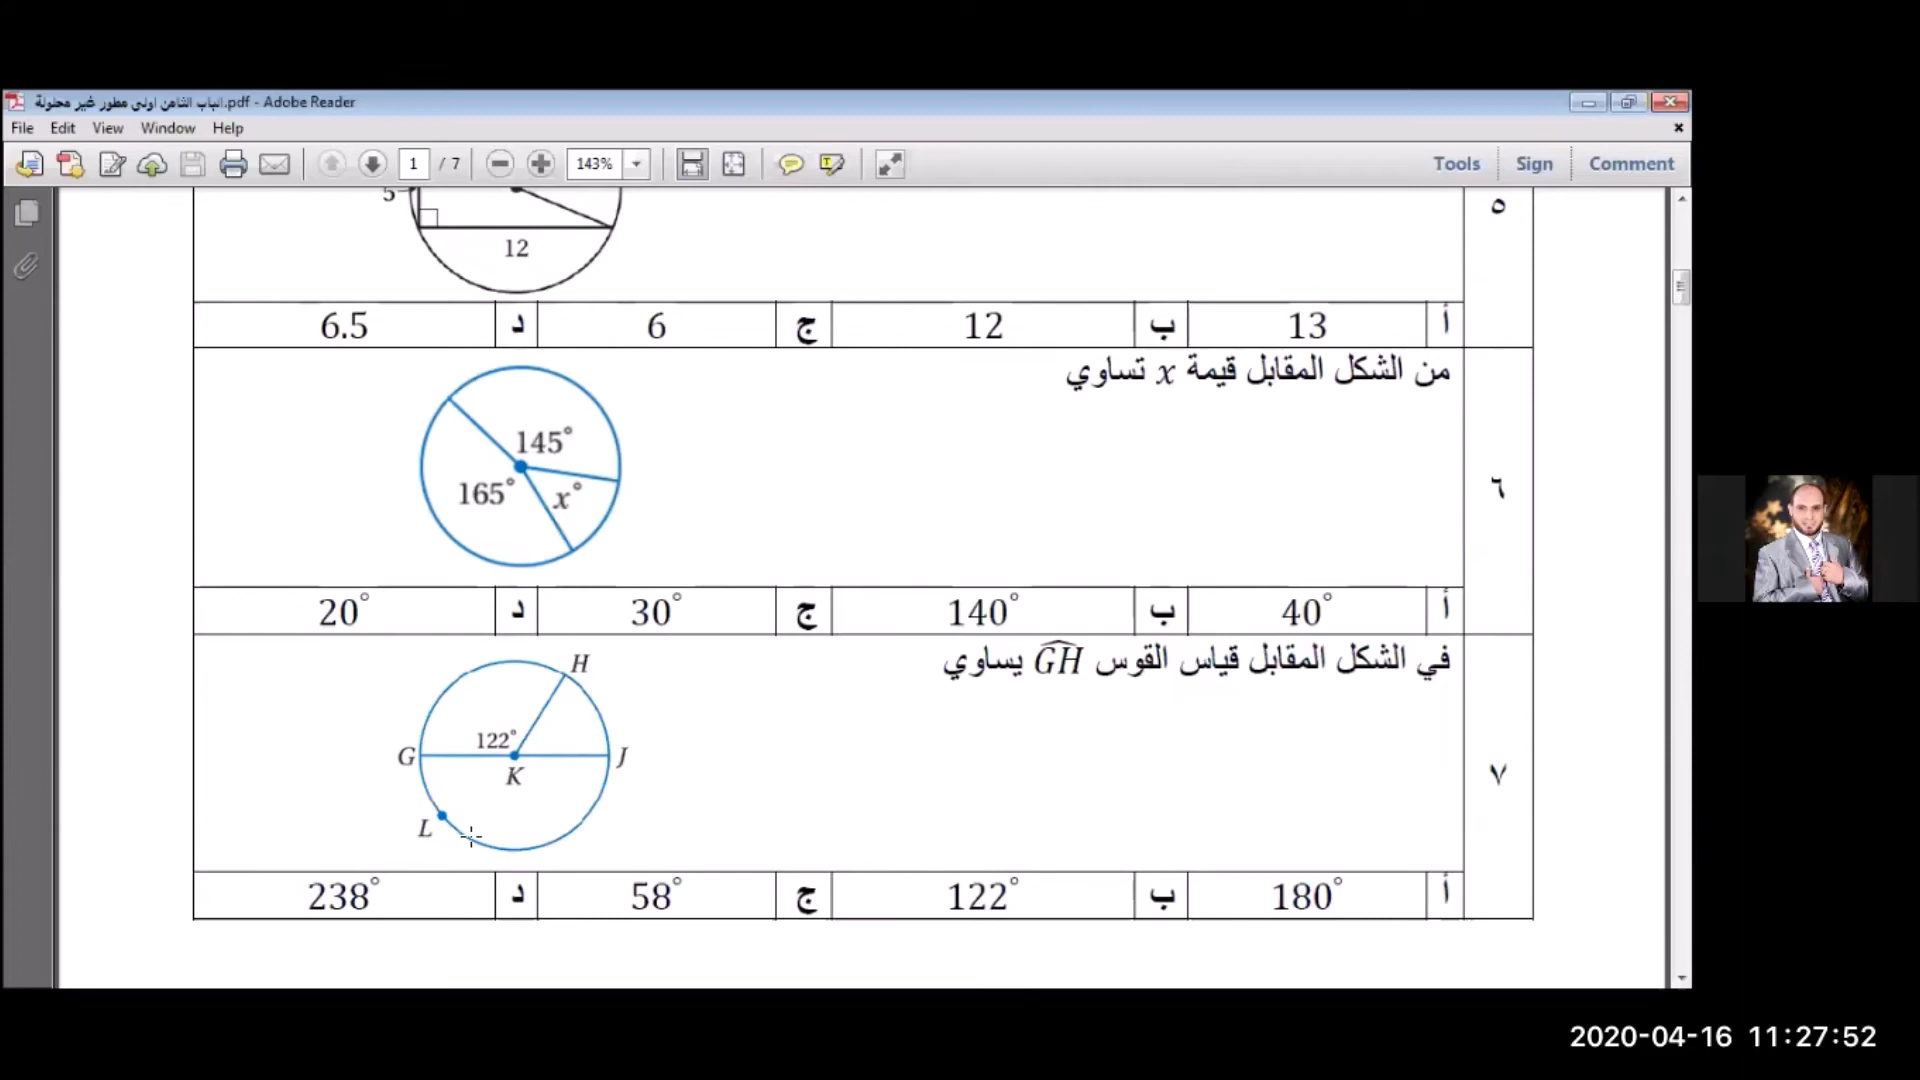 الباب الثامن اولى مطور غير محلولة.pdf - Adobe Reader
File Edit View Window Help
1 / 7 143% Tools Sign Comment
٥
5
12
أ 13 ب 12 ج 6 د 6.5
٦
من الشكل المقابل قيمة x تساوي
145°
165° x°
أ 40° ب 140° ج 30° د 20°
٧
في الشكل المقابل قياس القوس GH يساوي
H
122°
G K J
L
أ 180° ب 122° ج 58° د 238°
2020-04-16 11:27:52